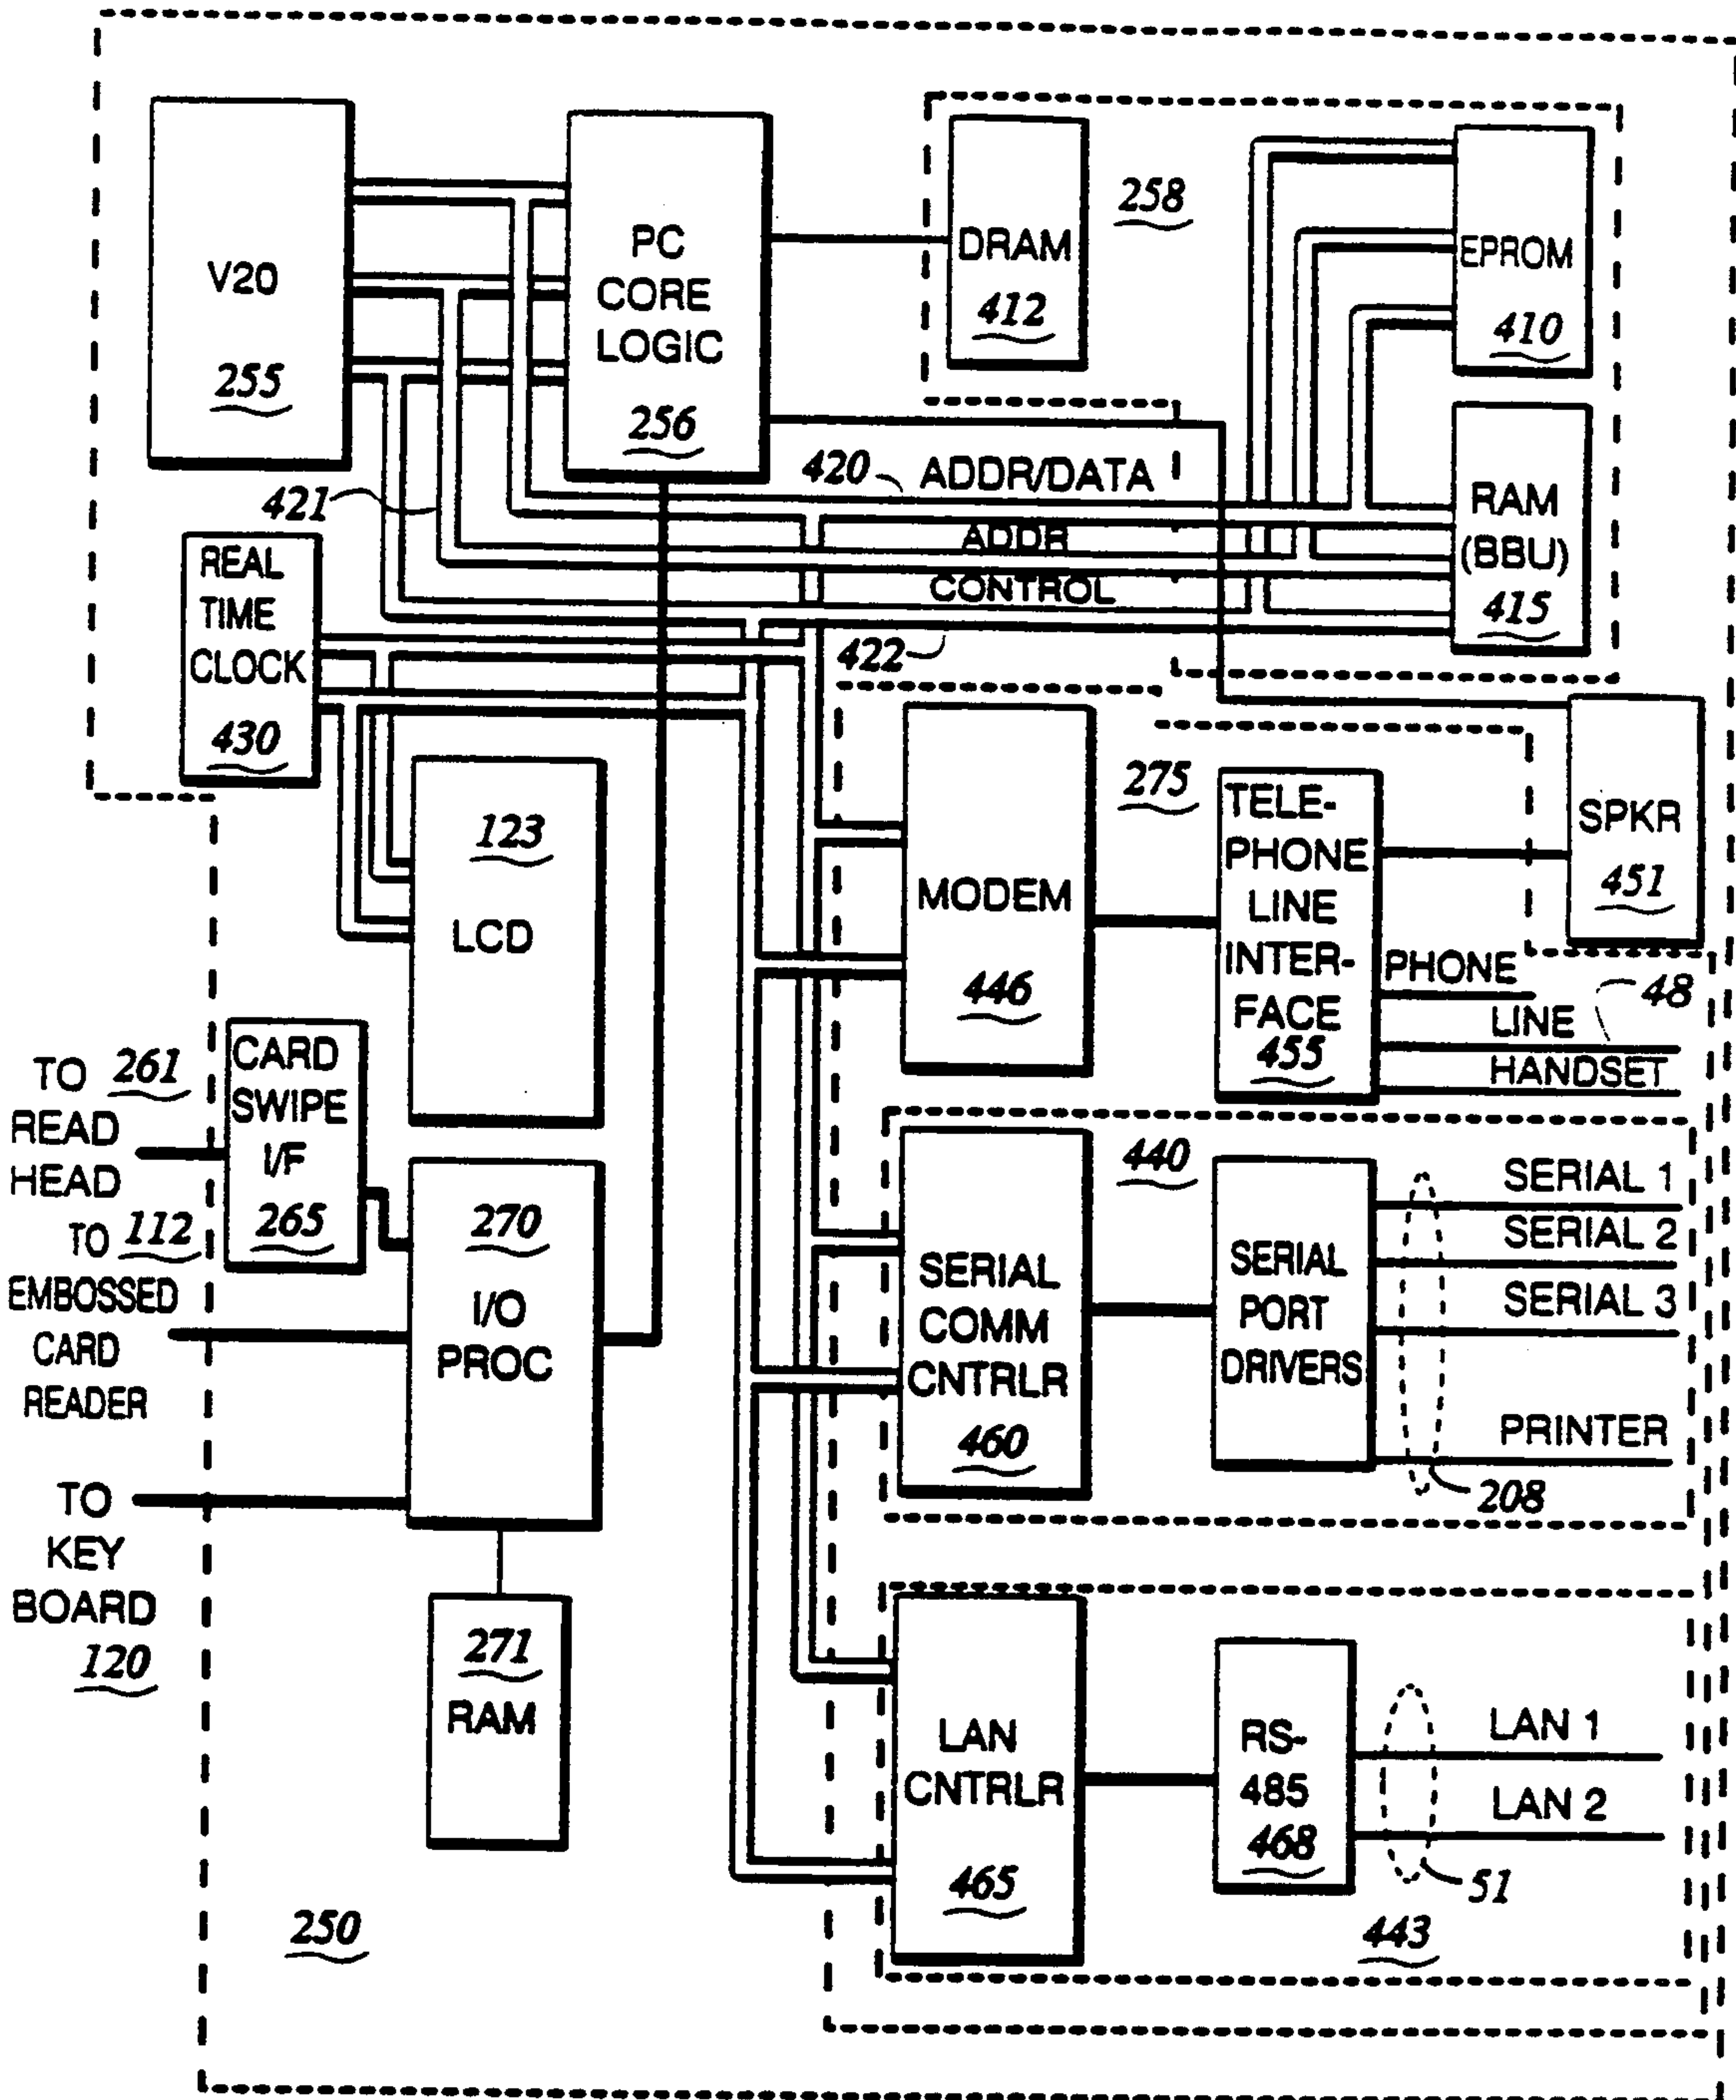 V20
255
PC
CORE
LOGIC
256
DRAM
412
258
EPROM
410
RAM
(BBU)
415
420
ADDR/DATA
421
ADDR
CONTROL
422
REAL
TIME
CLOCK
430
123
LCD
MODEM
446
275
TELE-
PHONE
LINE
INTER-
FACE
455
SPKR
451
PHONE
48
LINE
HANDSET
TO 261
READ
HEAD
CARD
SWIPE
I/F
265
TO 112
EMBOSSED
CARD
READER
270
I/O
PROC
TO
KEY
BOARD
120
271
RAM
440
SERIAL
COMM
CNTRLR
460
SERIAL
PORT
DRIVERS
SERIAL 1
SERIAL 2
SERIAL 3
PRINTER
208
LAN
CNTRLR
465
RS-
485
468
LAN 1
LAN 2
51
443
250